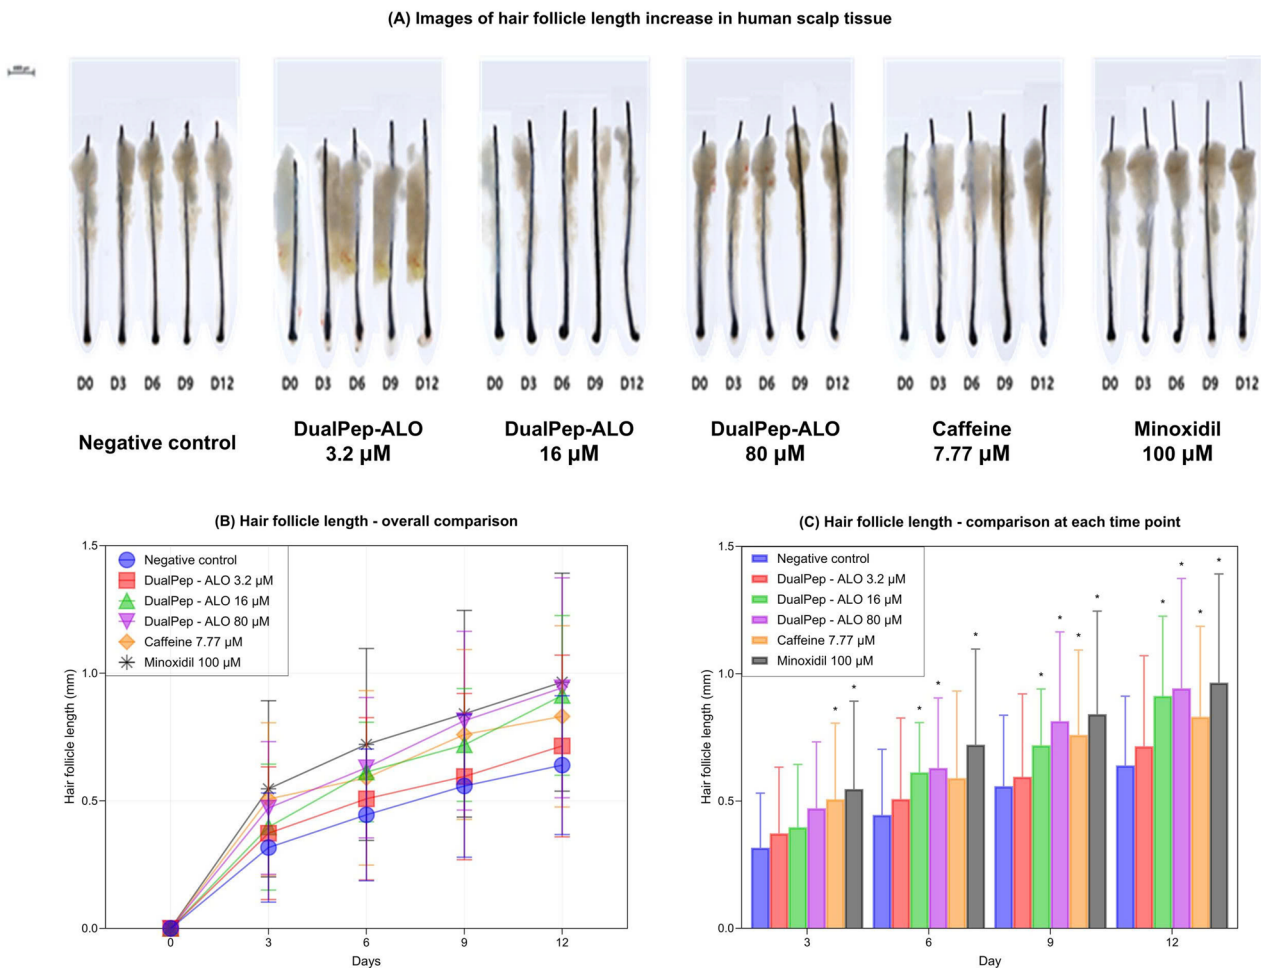 (A) Images of hair follicle length increase in human scalp tissue
D0 D3 D6 D9 D12
D0 D3 D6 D9 D12
D0 D3 D6 D9 D12
D0 D3 D6 D9 D12
D0 D3 D6 D9 D12
D0 D3 D6 D9 D12
Negative control
DualPep-ALO
3.2 µM
DualPep-ALO
16 µM
DualPep-ALO
80 µM
Caffeine
7.77 µM
Minoxidil
100 µM
(B) Hair follicle length - overall comparison
1.5
1.0
0.5
0.0
Hair follicle length (mm)
Negative control
DualPep - ALO 3.2 µM
DualPep - ALO 16 µM
DualPep - ALO 80 µM
Caffeine 7.77 µM
Minoxidil 100 µM
0 3 6 9 12
Days
(C) Hair follicle length - comparison at each time point
1.5
1.0
0.5
0.0
Hair follicle length (mm)
Negative control
DualPep - ALO 3.2 µM
DualPep - ALO 16 µM
DualPep - ALO 80 µM
Caffeine 7.77 µM
Minoxidil 100 µM
* *
* * *
* * * *
* * * *
3 6 9 12
Day